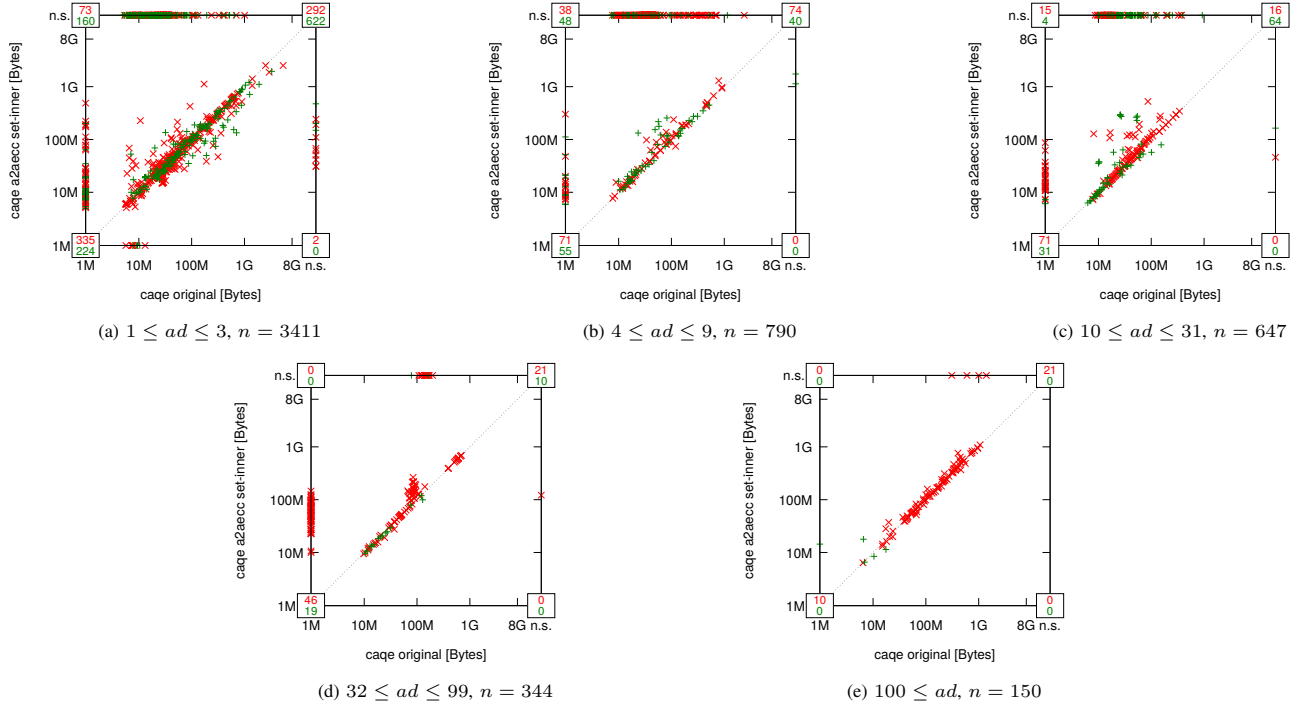 73
160
292
622
n.s.
8G
1G
100M
10M
1M
caqe a2aecc set-inner [Bytes]
335
224
2
0
1M
10M
100M
1G
8G n.s.
caqe original [Bytes]
(a) 1 ≤ ad ≤ 3, n = 3411
38
48
74
40
n.s.
8G
1G
100M
10M
1M
caqe a2aecc set-inner [Bytes]
71
55
0
0
1M
10M
100M
1G
8G n.s.
caqe original [Bytes]
(b) 4 ≤ ad ≤ 9, n = 790
15
4
16
64
n.s.
8G
1G
100M
10M
1M
caqe a2aecc set-inner [Bytes]
71
31
0
0
1M
10M
100M
1G
8G n.s.
caqe original [Bytes]
(c) 10 ≤ ad ≤ 31, n = 647
0
0
21
10
n.s.
8G
1G
100M
10M
1M
caqe a2aecc set-inner [Bytes]
46
19
0
0
1M
10M
100M
1G
8G n.s.
caqe original [Bytes]
(d) 32 ≤ ad ≤ 99, n = 344
0
0
21
0
n.s.
8G
1G
100M
10M
1M
caqe a2aecc set-inner [Bytes]
10
0
0
0
1M
10M
100M
1G
8G n.s.
caqe original [Bytes]
(e) 100 ≤ ad, n = 150